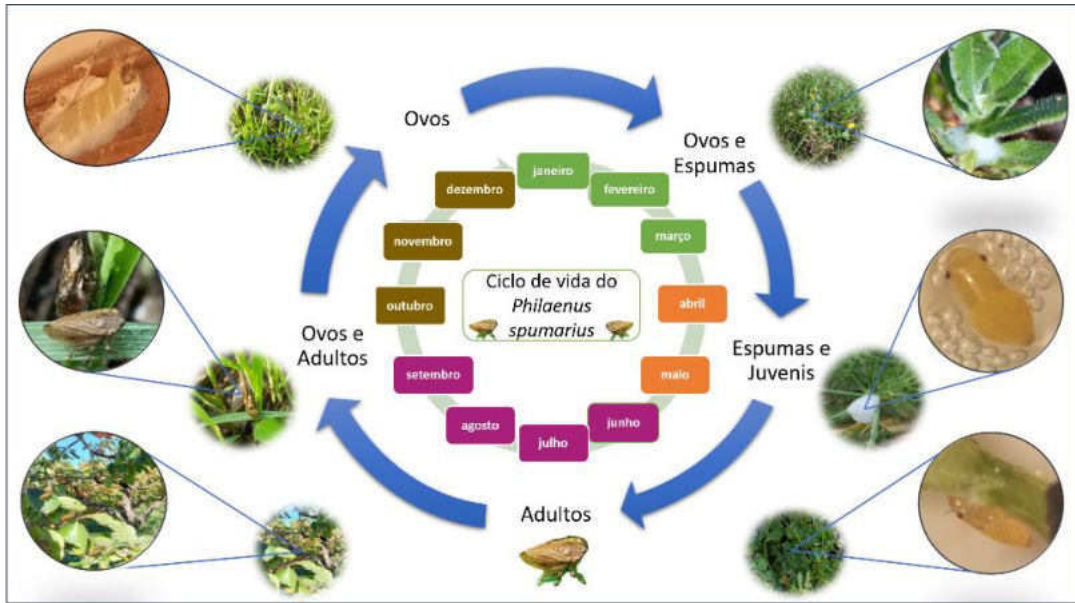 Ovos
Ovos e
Espumas
Espumas e
Juvenis
Adultos
Ovos e
Adultos
janeiro
fevereiro
março
abril
maio
junho
julho
agosto
setembro
outubro
novembro
dezembro
Ciclo de vida do
Philaenus
spumarius